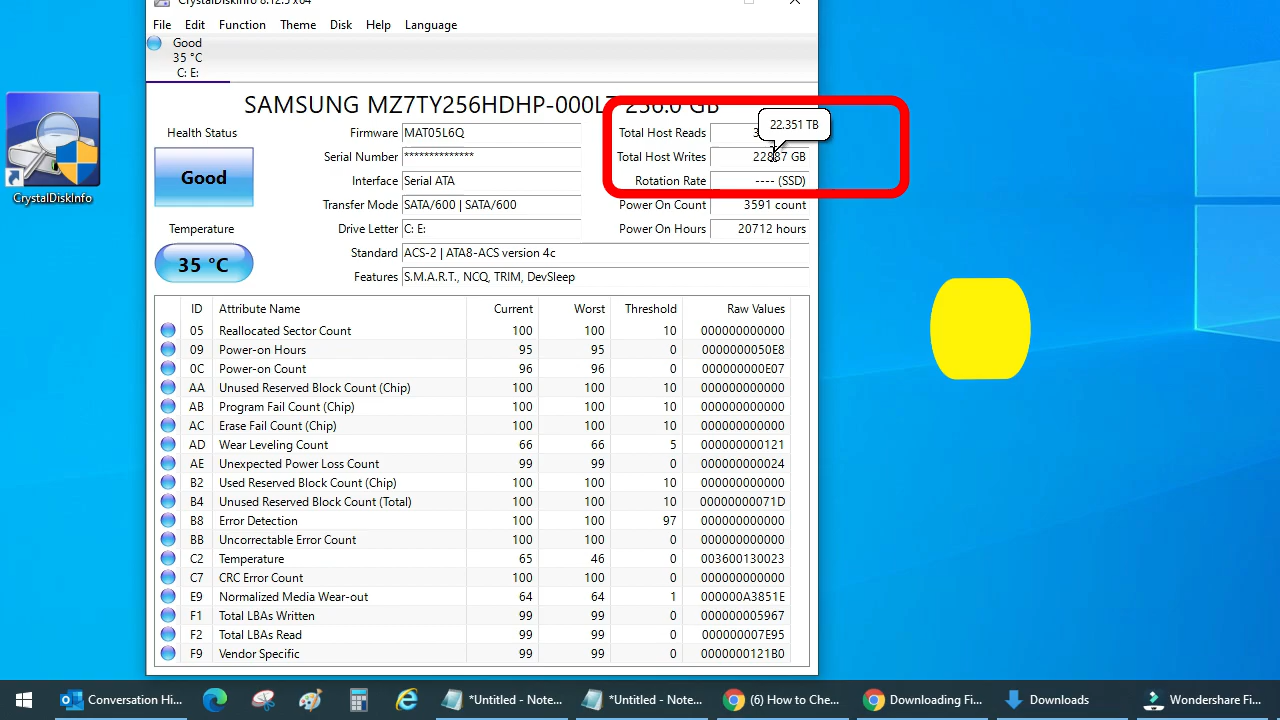 CrystalDiskInfo 8.12.5 x64
File Edit Function Theme Disk Help Language
Good
35 °C
C: E:
SAMSUNG MZ7TY256HDHP-000L7 256.0 GB
Health Status
Good
Temperature
35 °C
Firmware MAT05L6Q
Serial Number **************
Interface Serial ATA
Transfer Mode SATA/600 | SATA/600
Drive Letter C: E:
Standard ACS-2 | ATA8-ACS version 4c
Features S.M.A.R.T., NCQ, TRIM, DevSleep
Total Host Reads
22.351 TB
Total Host Writes 22887 GB
Rotation Rate ---- (SSD)
Power On Count 3591 count
Power On Hours 20712 hours
ID Attribute Name Current Worst Threshold Raw Values
05 Reallocated Sector Count 100 100 10 000000000000
09 Power-on Hours 95 95 0 0000000050E8
0C Power-on Count 96 96 0 000000000E07
AA Unused Reserved Block Count (Chip) 100 100 10 000000000000
AB Program Fail Count (Chip) 100 100 10 000000000000
AC Erase Fail Count (Chip) 100 100 10 000000000000
AD Wear Leveling Count 66 66 5 000000000121
AE Unexpected Power Loss Count 99 99 0 000000000024
B2 Used Reserved Block Count (Chip) 100 100 10 000000000000
B4 Unused Reserved Block Count (Total) 100 100 10 00000000071D
B8 Error Detection 100 100 97 000000000000
BB Uncorrectable Error Count 100 100 0 000000000000
C2 Temperature 65 46 0 003600130023
C7 CRC Error Count 100 100 0 000000000000
E9 Normalized Media Wear-out 64 64 1 000000A3851E
F1 Total LBAs Written 99 99 0 000000005967
F2 Total LBAs Read 99 99 0 000000007E95
F9 Vendor Specific 99 99 0 0000000121B0
CrystalDiskInfo
Conversation Hi...
*Untitled - Note...
*Untitled - Note...
(6) How to Che...
Downloading Fi...
Downloads
Wondershare Fi...